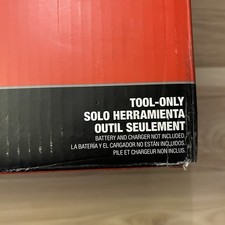 TOOL-ONLY
SOLO HERRAMIENTA
OUTIL SEULEMENT
BATTERY AND CHARGER NOT INCLUDED.
LA BATERÍA Y EL CARGADOR NO ESTÁN INCLUIDOS.
PILE ET CHARGEUR NON INCLUS.